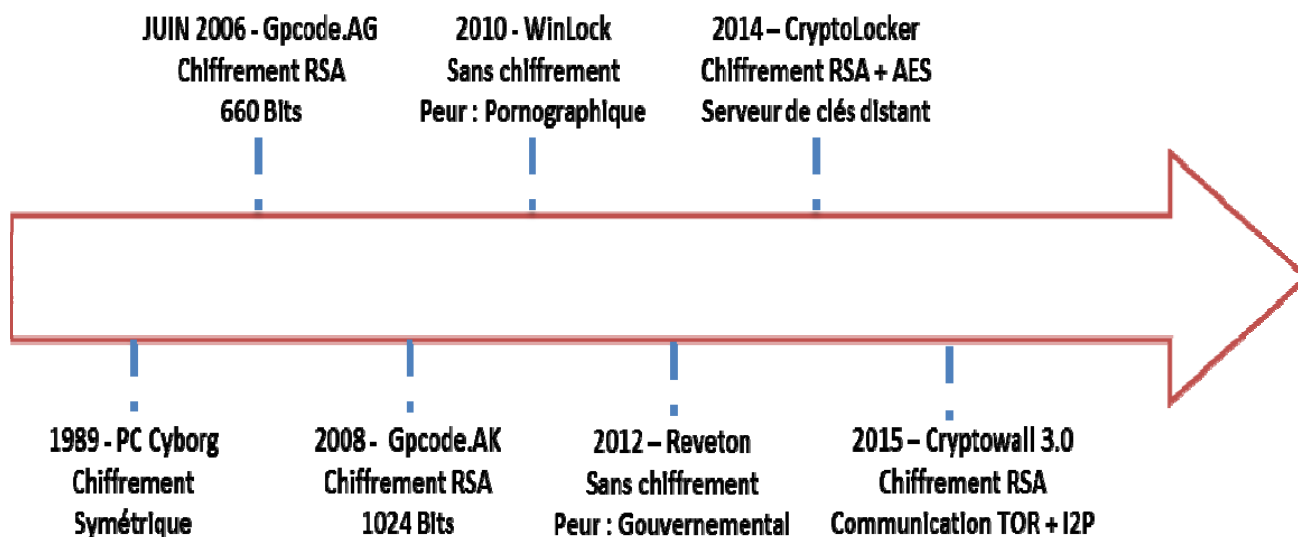 JUIN 2006 - Gpcode.AG
Chiffrement RSA
660 Bits
2010 - WinLock
Sans chiffrement
Peur : Pornographique
2014 – CryptoLocker
Chiffrement RSA + AES
Serveur de clés distant
1989 - PC Cyborg
Chiffrement
Symétrique
2008 - Gpcode.AK
Chiffrement RSA
1024 Bits
2012 – Reveton
Sans chiffrement
Peur : Gouvernemental
2015 – Cryptowall 3.0
Chiffrement RSA
Communication TOR + I2P